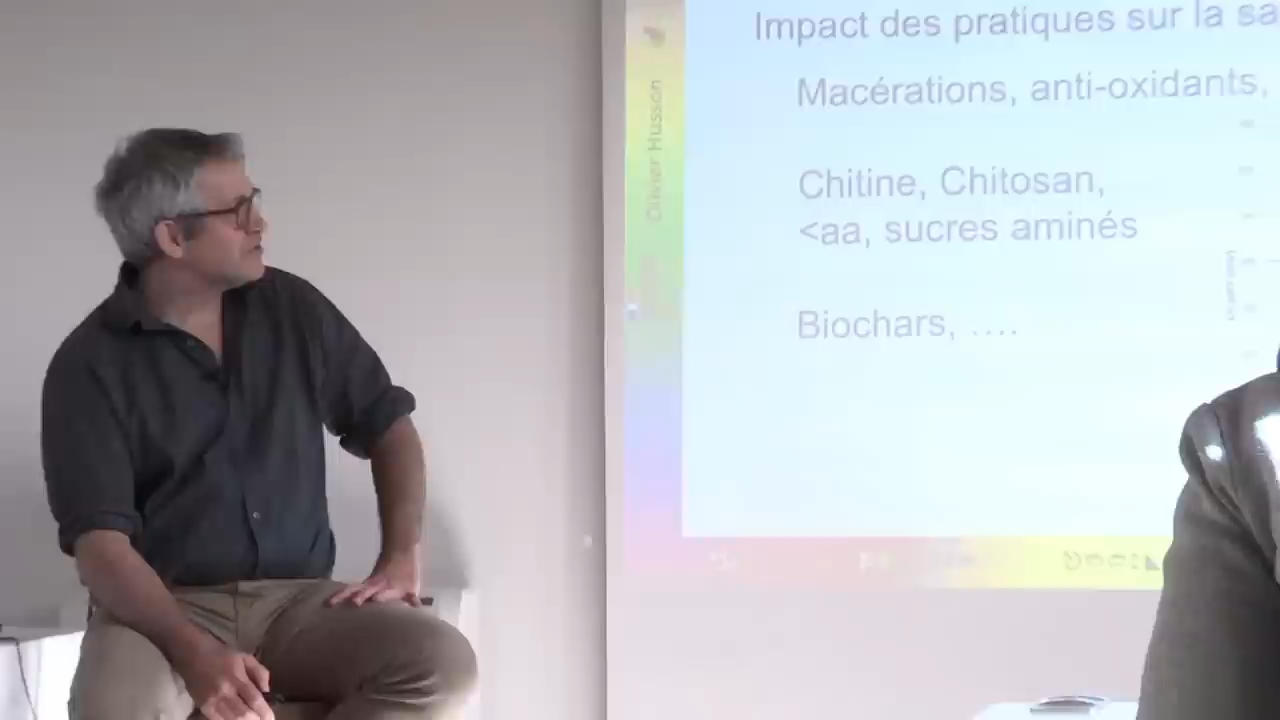 Impact des pratiques sur la sa
Macérations, anti-oxidants,
Chitine, Chitosan,
<aa, sucres aminés
Biochars, ....
Olivier Husson